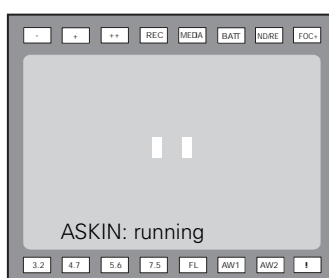 - + ++ REC MEDIA BATT ND/RE FOC+
ASKIN: running
3.2 4.7 5.6 7.5 FL AW1 AW2 !